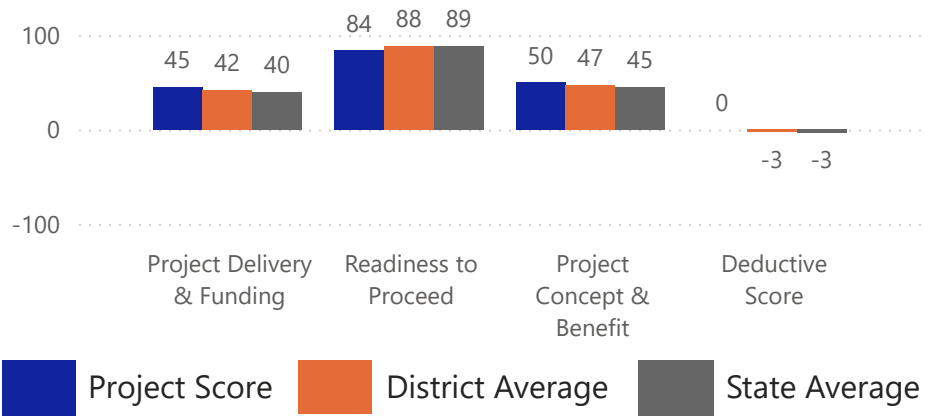 84 88 89
100
45 42 40
50 47 45
0
0
-3 -3
-100
Project Delivery
& Funding
Readiness to
Proceed
Project
Concept &
Benefit
Deductive
Score
Project Score
District Average
State Average